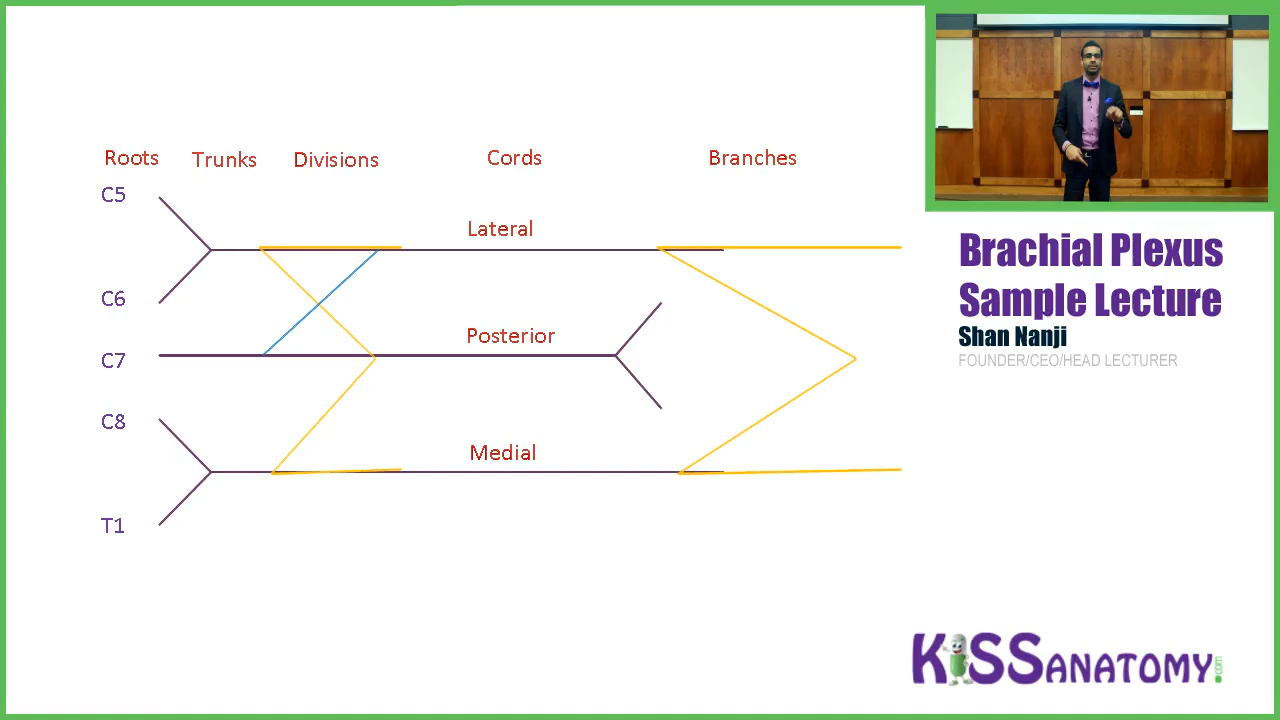 Roots Trunks Divisions Cords Branches
C5
Lateral
C6
Posterior
C7
C8
Medial
T1
Brachial Plexus
Sample Lecture
Shan Nanji
FOUNDER/CEO/HEAD LECTURER
KiSSANATOMY.com